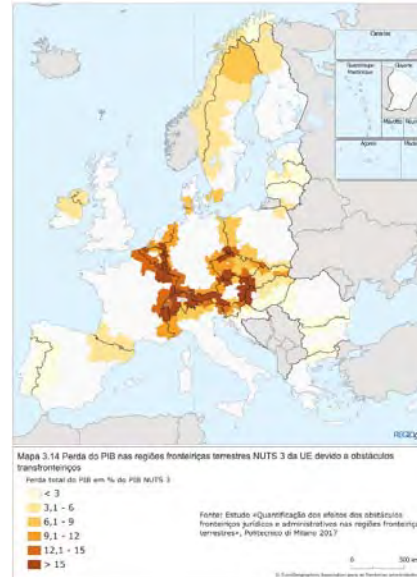 Canarias
Guadeloupe
Martinique
Guyane
Mayotte
Açores
REGIO
Mapa 3.14 Perda do PIB nas regiões fronteiriças terrestres NUTS 3 da UE devido a obstáculos
transfronteiriços
Perda total do PIB em % do PIB NUTS 3
< 3
3,1 - 6
6,1 - 9
9,1 - 12
12,1 - 15
> 15
Fonte: Estudo «Quantificação dos efeitos dos obstáculos
fronteiriços jurídicos e administrativos nas regiões fronteiriças
terrestres», Politecnico di Milano 2017
0 500